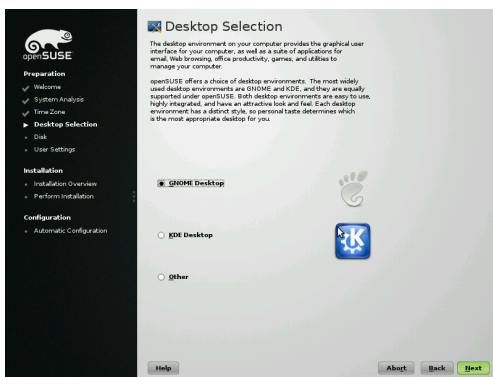 openSUSE
Preparation
Welcome
System Analysis
Time Zone
Desktop Selection
Disk
User Settings
Installation
Installation Overview
Perform Installation
Configuration
Automatic Configuration
Desktop Selection
The desktop environment on your computer provides the graphical user
interface for your computer, as well as a suite of applications for
email, Web browsing, office productivity, games, and utilities to
manage your computer.
openSUSE offers a choice of desktop environments. The most widely
used desktop environments are GNOME and KDE, and they are equally
supported under openSUSE. Both desktop environments are easy to use,
highly integrated, and have an attractive look and feel. Each desktop
environment has a distinct style, so personal taste determines which
is the most appropriate desktop for you.
GNOME Desktop
KDE Desktop
K
Other
Help
Abort
Back
Next